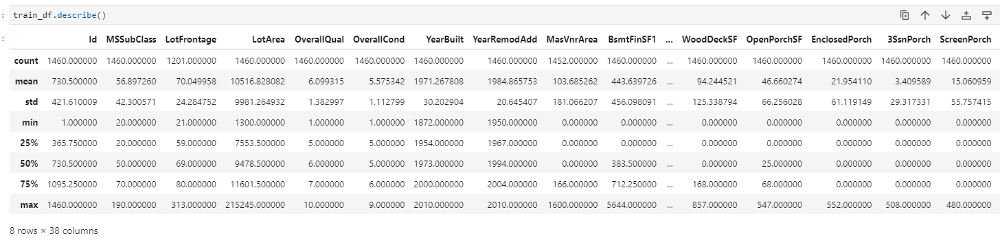 : train_df.describe()
: Id MSSubClass LotFrontage LotArea OverallQual OverallCond YearBuilt YearRemodAdd MasVnrArea BsmtFinSF1 ... WoodDeckSF OpenPorchSF EnclosedPorch 3SsnPorch ScreenPorch
count 1460.000000 1460.000000 1201.000000 1460.000000 1460.000000 1460.000000 1460.000000 1460.000000 1452.000000 1460.000000 ... 1460.000000 1460.000000 1460.000000 1460.000000 1460.000000
mean 730.500000 56.897260 70.049958 10516.828082 6.099315 5.575342 1971.267808 1984.865753 103.685262 443.639726 ... 94.244521 46.660274 21.954110 3.409589 15.060959
std 421.610009 42.300571 24.284752 9981.264932 1.382997 1.112799 30.202904 20.645407 181.066207 456.098091 ... 125.338794 66.256028 61.119149 29.317331 55.757415
min 1.000000 20.000000 21.000000 1300.000000 1.000000 1.000000 1872.000000 1950.000000 0.000000 0.000000 ... 0.000000 0.000000 0.000000 0.000000 0.000000
25% 365.750000 20.000000 59.000000 7553.500000 5.000000 5.000000 1954.000000 1967.000000 0.000000 0.000000 ... 0.000000 0.000000 0.000000 0.000000 0.000000
50% 730.500000 50.000000 69.000000 9478.500000 6.000000 5.000000 1973.000000 1994.000000 0.000000 383.500000 ... 0.000000 25.000000 0.000000 0.000000 0.000000
75% 1095.250000 70.000000 80.000000 11601.500000 7.000000 6.000000 2000.000000 2004.000000 166.000000 712.250000 ... 168.000000 68.000000 0.000000 0.000000 0.000000
max 1460.000000 190.000000 313.000000 215245.000000 10.000000 9.000000 2010.000000 2010.000000 1600.000000 5644.000000 ... 857.000000 547.000000 552.000000 508.000000 480.000000
8 rows × 38 columns